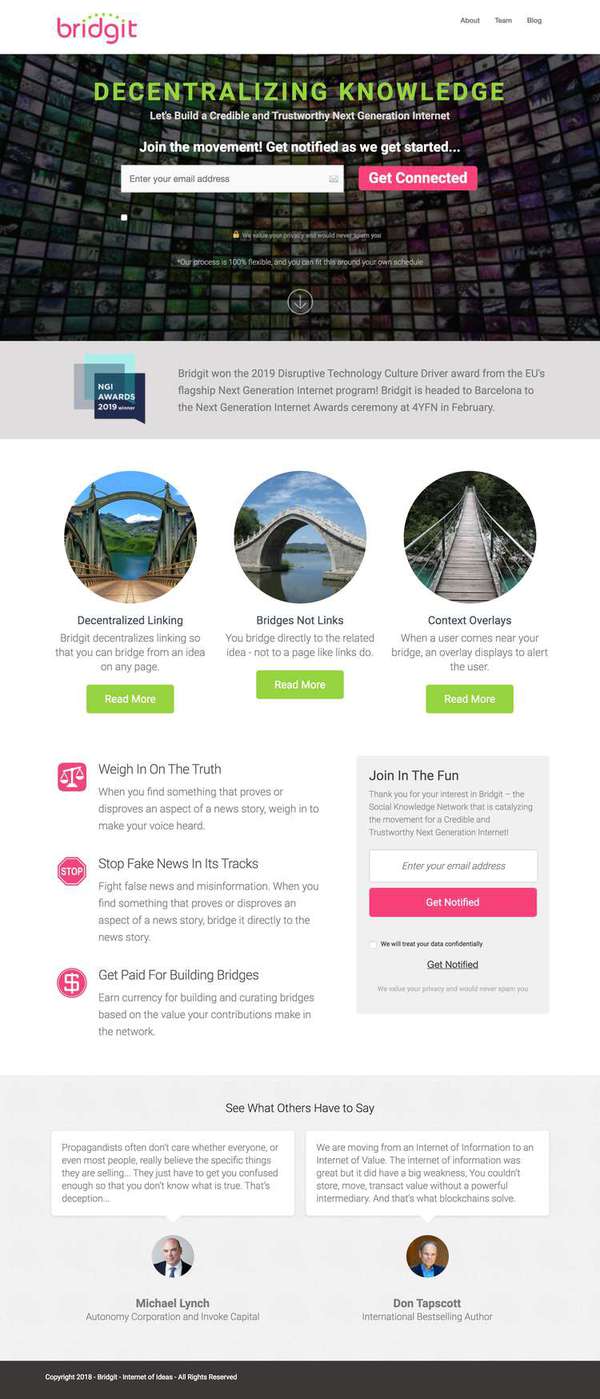 bridgit
About Team Blog
DECENTRALIZING KNOWLEDGE
Let's Build a Credible and Trustworthy Next Generation Internet
Join the movement! Get notified as we get started...
Enter your email address
Get Connected
We value your privacy and would never spam you
*Our process is 100% flexible, and you can fit this around your own schedule
NGI
AWARDS
2019 winner
Bridgit won the 2019 Disruptive Technology Culture Driver award from the EU's
flagship Next Generation Internet program! Bridgit is headed to Barcelona to
the Next Generation Internet Awards ceremony at 4YFN in February.
Decentralized Linking
Bridgit decentralizes linking so
that you can bridge from an idea
on any page.
Read More
Bridges Not Links
You bridge directly to the related
idea - not to a page like links do.
Read More
Context Overlays
When a user comes near your
bridge, an overlay displays to alert
the user.
Read More
Weigh In On The Truth
When you find something that proves or
disproves an aspect of a news story, weigh in to
make your voice heard.
STOP
Stop Fake News In Its Tracks
Fight false news and misinformation. When you
find something that proves or disproves an
aspect of a news story, bridge it directly to the
news story.
$
Get Paid For Building Bridges
Earn currency for building and curating bridges
based on the value your contributions make in
the network.
Join In The Fun
Thank you for your interest in Bridgit – the
Social Knowledge Network that is catalyzing
the movement for a Credible and
Trustworthy Next Generation Internet!
Enter your email address
Get Notified
We will treat your data confidentially
Get Notified
We value your privacy and would never spam you
See What Others Have to Say
Propagandists often don't care whether everyone, or
even most people, really believe the specific things
they are selling... They just have to get you confused
enough so that you don't know what is true. That's
deception...
Michael Lynch
Autonomy Corporation and Invoke Capital
We are moving from an Internet of Information to an
Internet of Value. The internet of information was
great but it did have a big weakness, You couldn't
store, move, transact value without a powerful
intermediary. And that's what blockchains solve.
Don Tapscott
International Bestselling Author
Copyright 2018 - Bridgit - Internet of Ideas - All Rights Reserved